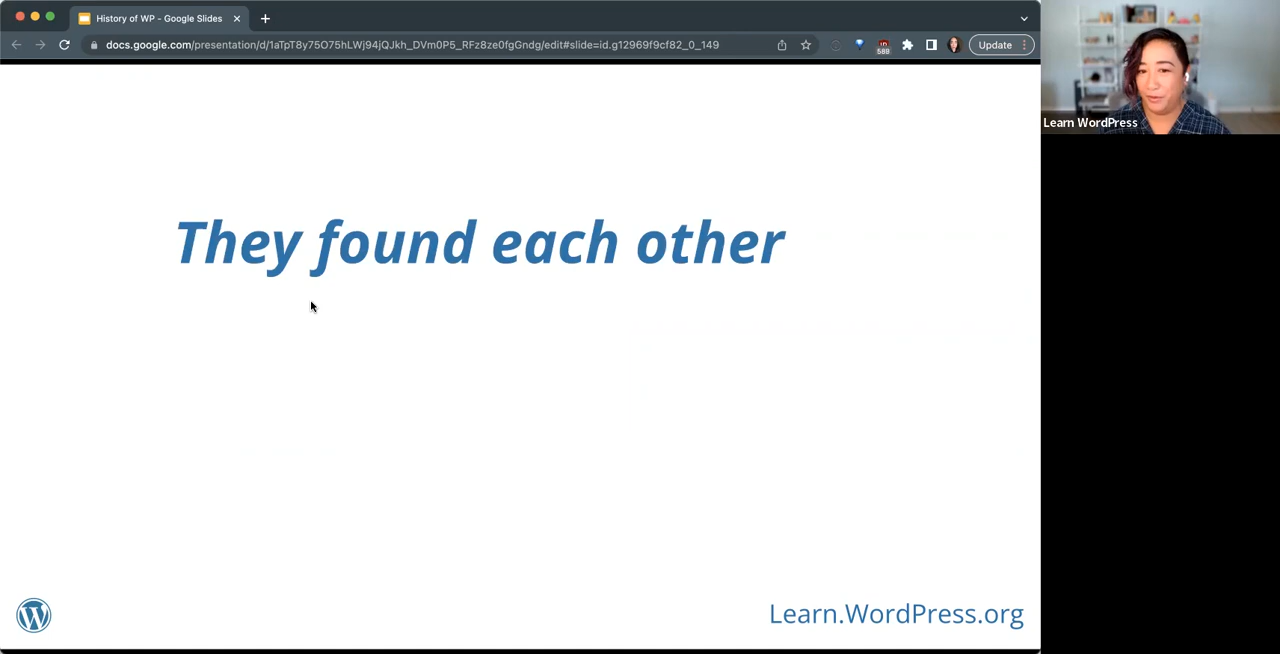 History of WP - Google Slides
docs.google.com/presentation/d/1aTpT8y75O75hLWj94jQJkh_DVm0P5_RFz8ze0fgGndg/edit#slide=id.g12969f9cf82_0_149
588
Update
Learn WordPress
They found each other
Learn.WordPress.org